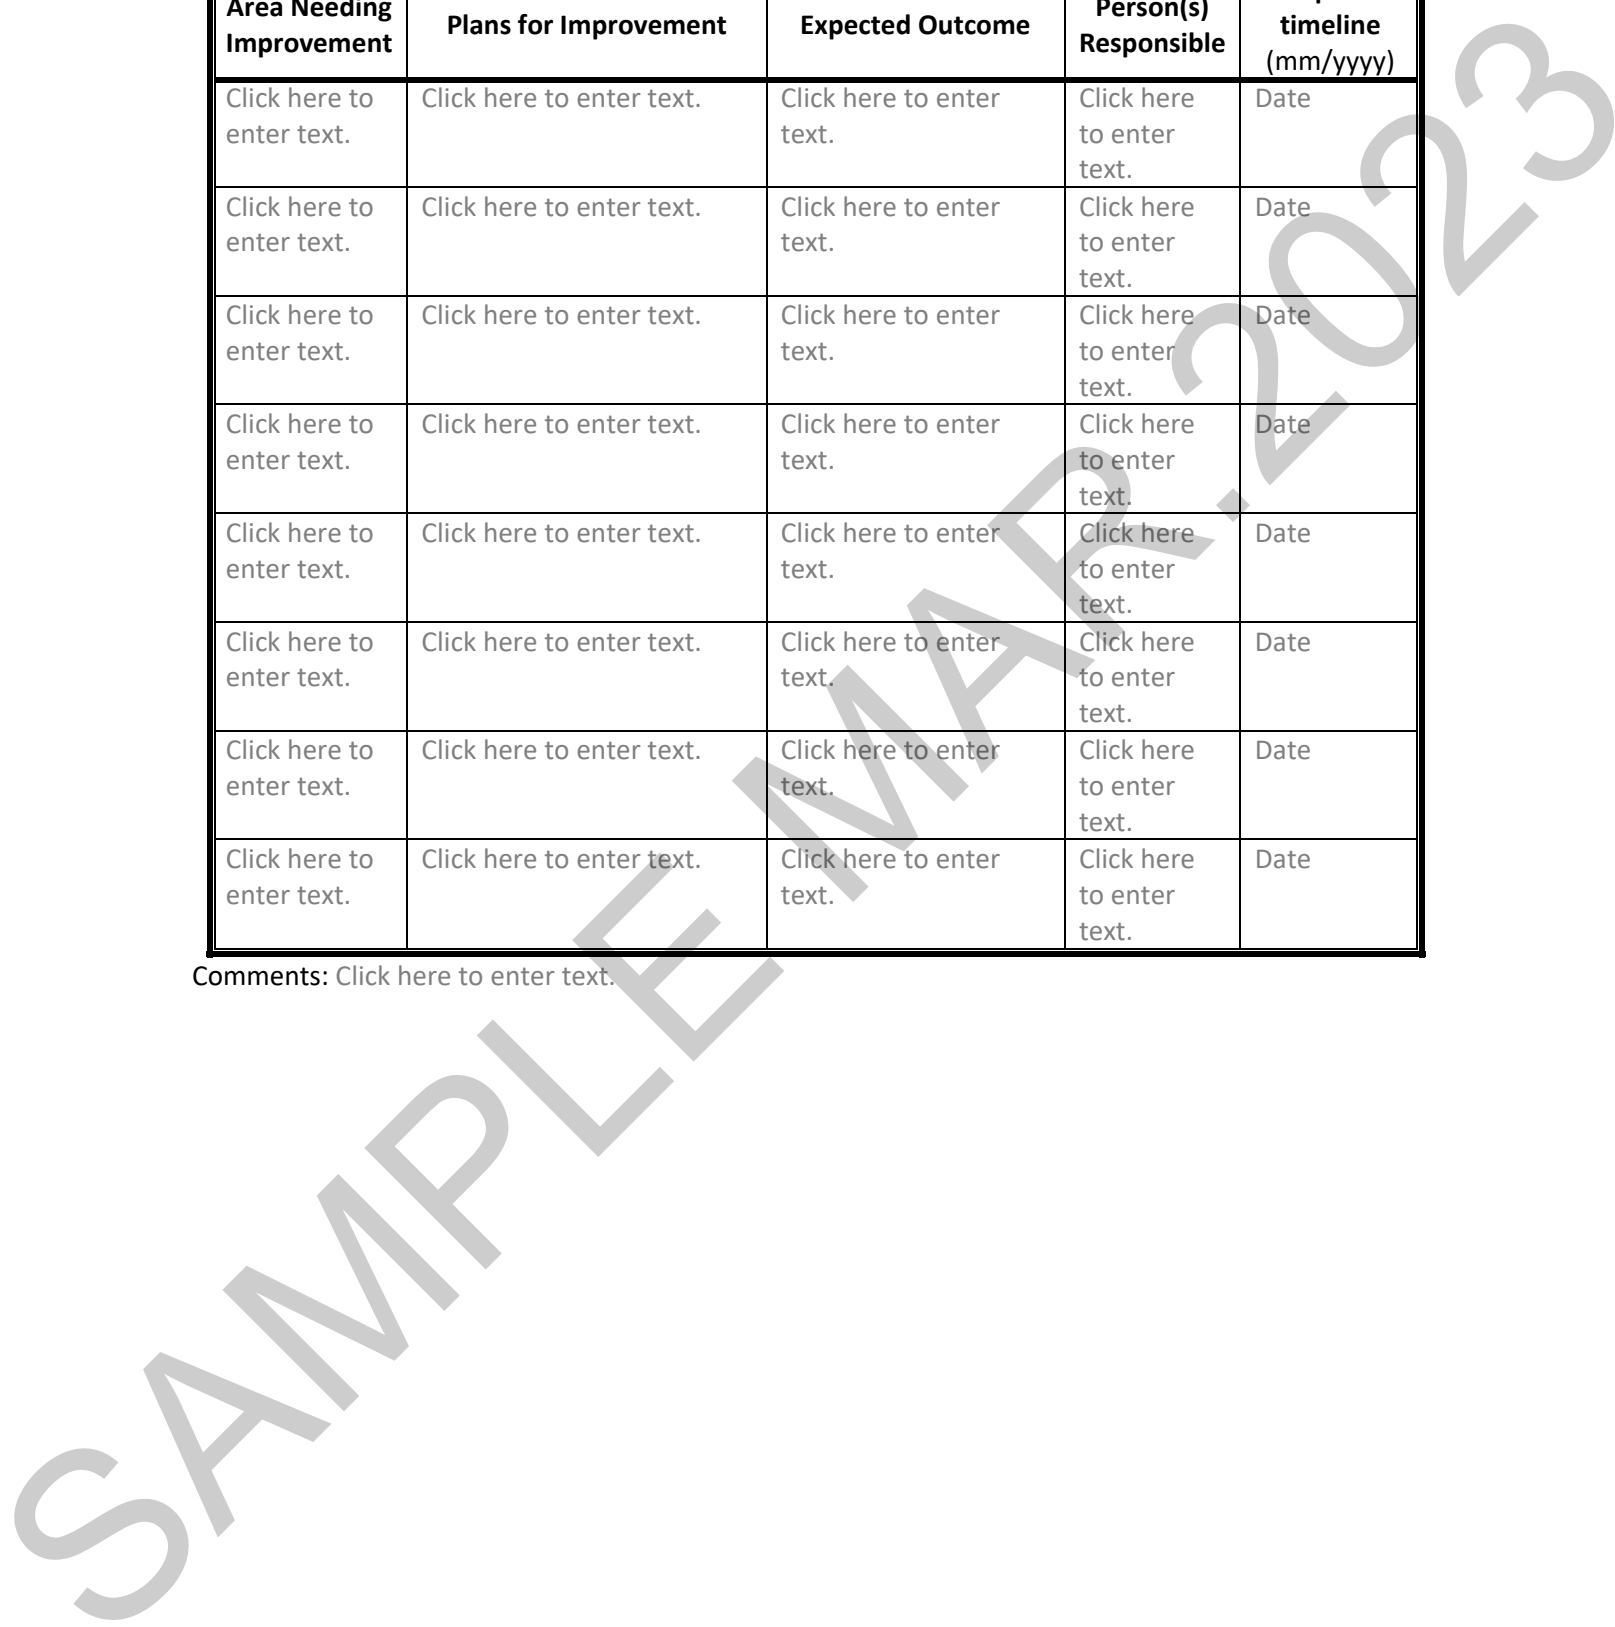 Area Needing Improvement | Plans for Improvement | Expected Outcome | Person(s) Responsible | timeline (mm/yyyy)
Click here to enter text. | Click here to enter text. | Click here to enter text. | Click here to enter text. | Date
Click here to enter text. | Click here to enter text. | Click here to enter text. | Click here to enter text. | Date
Click here to enter text. | Click here to enter text. | Click here to enter text. | Click here to enter text. | Date
Click here to enter text. | Click here to enter text. | Click here to enter text. | Click here to enter text. | Date
Click here to enter text. | Click here to enter text. | Click here to enter text. | Click here to enter text. | Date
Click here to enter text. | Click here to enter text. | Click here to enter text. | Click here to enter text. | Date
Click here to enter text. | Click here to enter text. | Click here to enter text. | Click here to enter text. | Date
Click here to enter text. | Click here to enter text. | Click here to enter text. | Click here to enter text. | Date
Comments: Click here to enter text.
SAMPLE MAR.2023